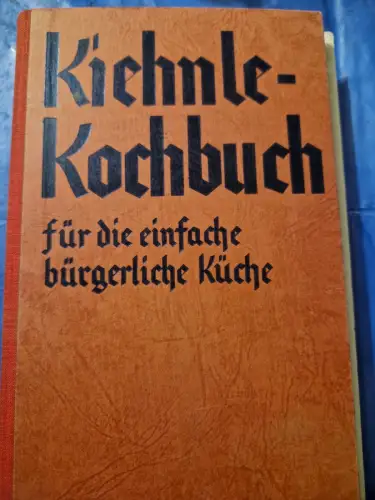 Kiehnle-
Kochbuch
für die einfache
bürgerliche Küche